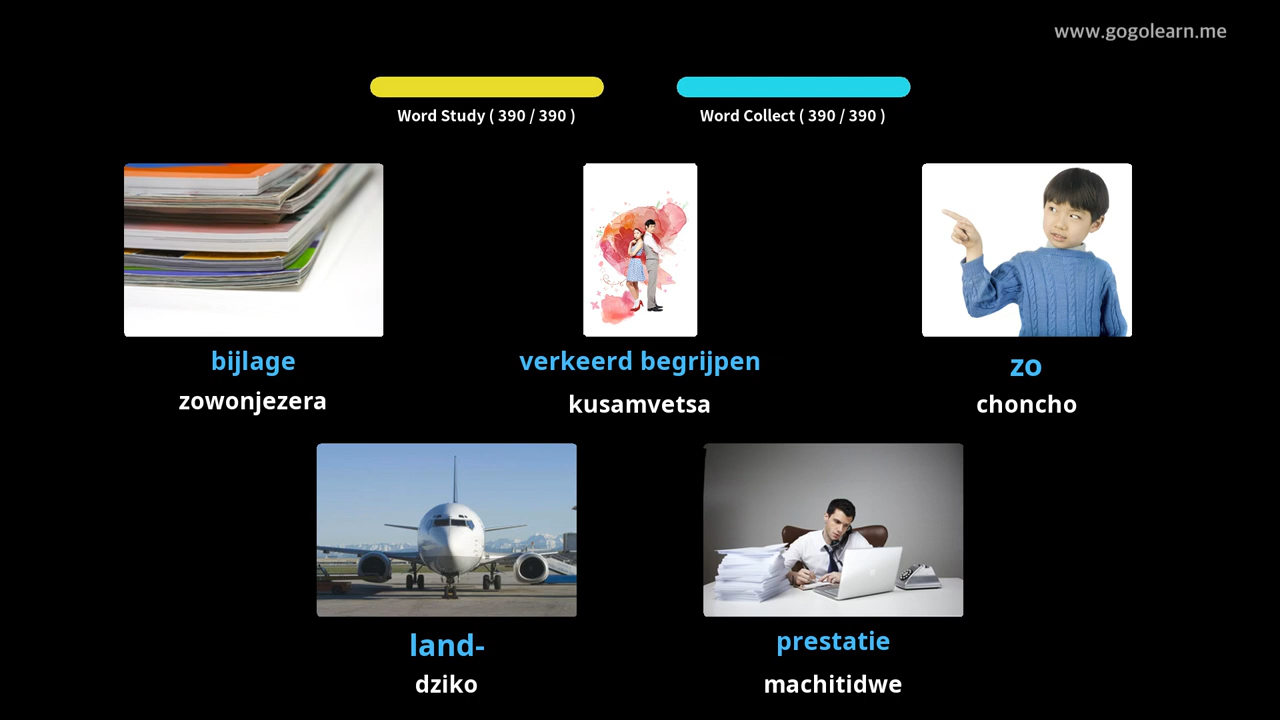 www.gogolearn.me
Word Study ( 390 / 390 )
Word Collect ( 390 / 390 )
bijlage
verkeerd begrijpen
zo
zowonjezera
kusamvetsa
choncho
land-
prestatie
dziko
machitidwe